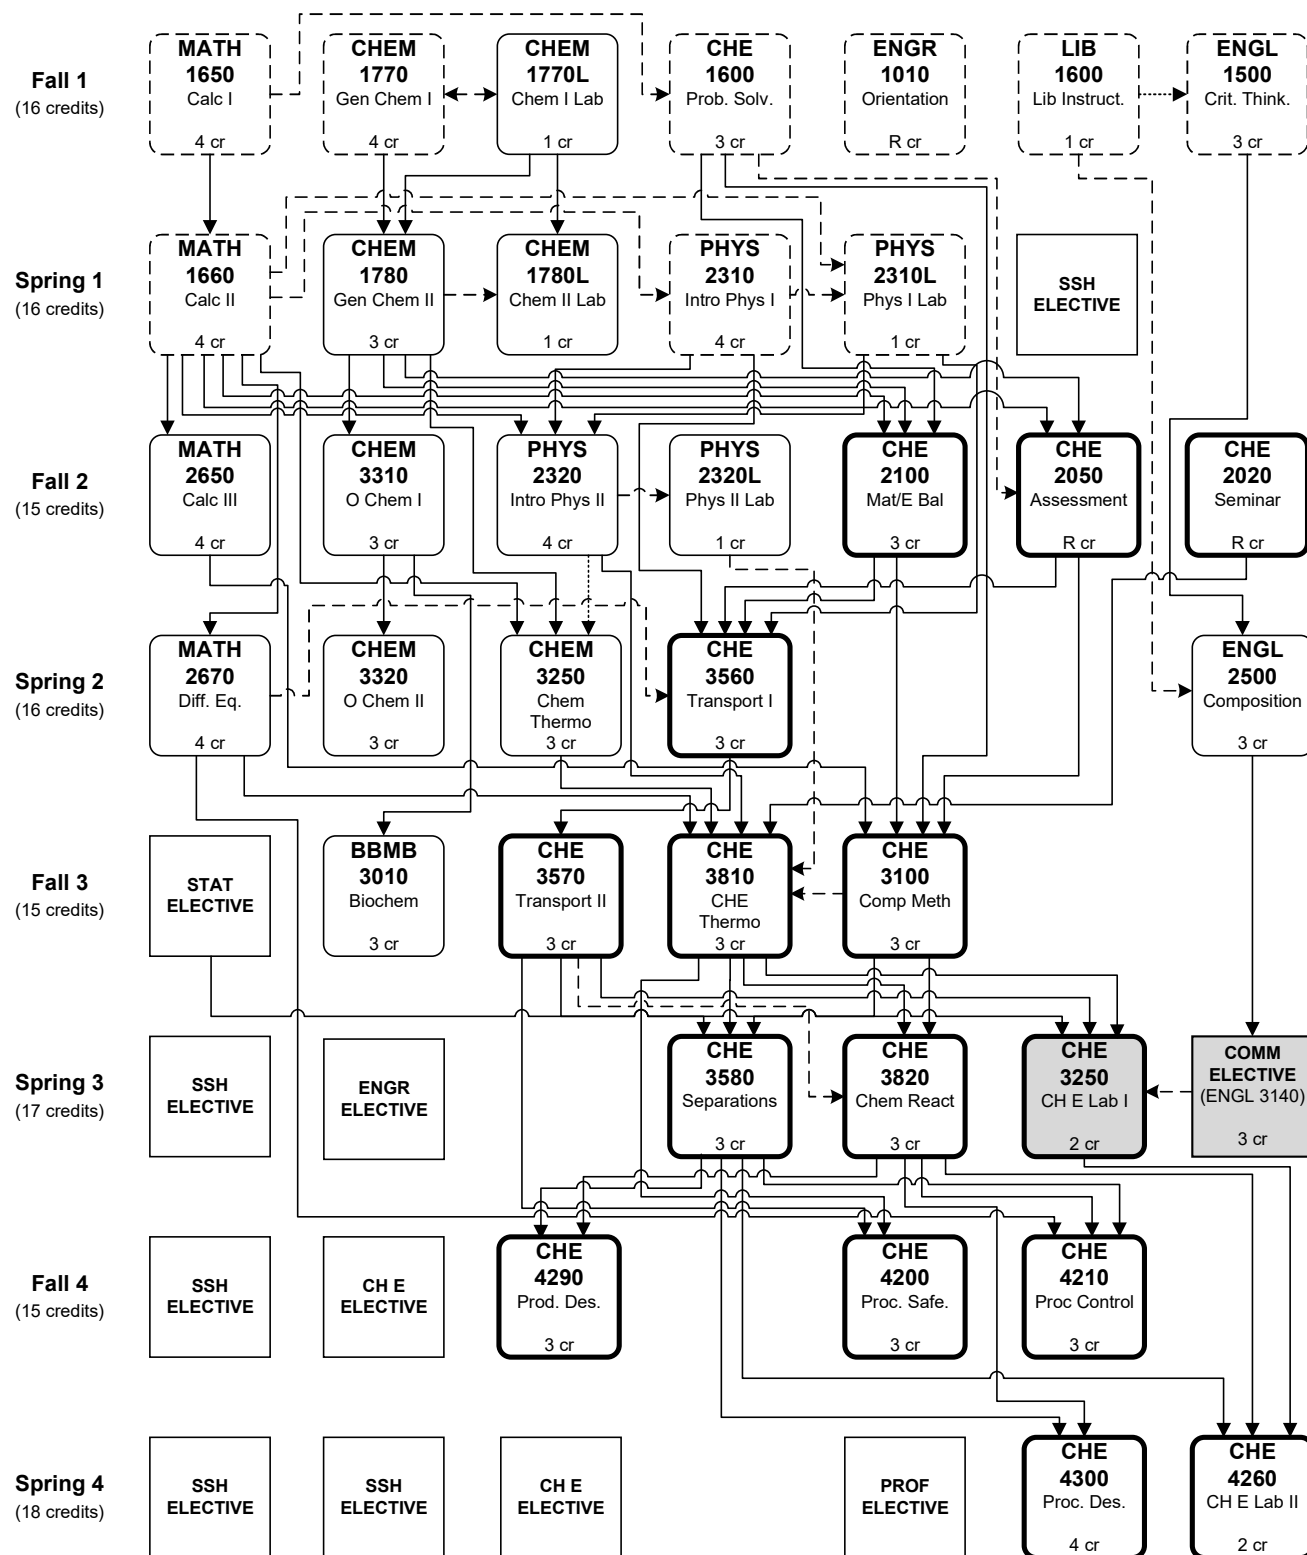 Fall 1
(16 credits)
MATH
1650
Calc I
4 cr
CHEM
1770
Gen Chem I
4 cr
CHEM
1770L
Chem I Lab
1 cr
CHE
1600
Prob. Solv.
3 cr
ENGR
1010
Orientation
R cr
LIB
1600
Lib Instruct.
1 cr
ENGL
1500
Crit. Think.
3 cr
Spring 1
(16 credits)
MATH
1660
Calc II
4 cr
CHEM
1780
Gen Chem II
3 cr
CHEM
1780L
Chem II Lab
1 cr
PHYS
2310
Intro Phys I
4 cr
PHYS
2310L
Phys I Lab
1 cr
SSH
ELECTIVE
Fall 2
(15 credits)
MATH
2650
Calc III
4 cr
CHEM
3310
O Chem I
3 cr
PHYS
2320
Intro Phys II
4 cr
PHYS
2320L
Phys II Lab
1 cr
CHE
2100
Mat/E Bal
3 cr
CHE
2050
Assessment
R cr
CHE
2020
Seminar
R cr
Spring 2
(16 credits)
MATH
2670
Diff. Eq.
4 cr
CHEM
3320
O Chem II
3 cr
CHEM
3250
Chem
Thermo
3 cr
CHE
3560
Transport I
3 cr
ENGL
2500
Composition
3 cr
Fall 3
(15 credits)
STAT
ELECTIVE
BBMB
3010
Biochem
3 cr
CHE
3570
Transport II
3 cr
CHE
3810
CHE
Thermo
3 cr
CHE
3100
Comp Meth
3 cr
Spring 3
(17 credits)
SSH
ELECTIVE
ENGR
ELECTIVE
CHE
3580
Separations
3 cr
CHE
3820
Chem React
3 cr
CHE
3250
CH E Lab I
2 cr
COMM
ELECTIVE
(ENGL 3140)
3 cr
Fall 4
(15 credits)
SSH
ELECTIVE
CH E
ELECTIVE
CHE
4290
Prod. Des.
3 cr
CHE
4200
Proc. Safe.
3 cr
CHE
4210
Proc Control
3 cr
Spring 4
(18 credits)
SSH
ELECTIVE
SSH
ELECTIVE
CH E
ELECTIVE
PROF
ELECTIVE
CHE
4300
Proc. Des.
4 cr
CHE
4260
CH E Lab II
2 cr